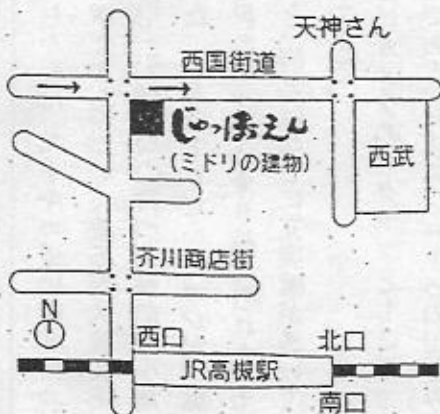 天神さん
西国街道
じゅっぽえん
(ミドリの建物)
西武
芥川商店街
N
西口
北口
JR高槻駅
南口